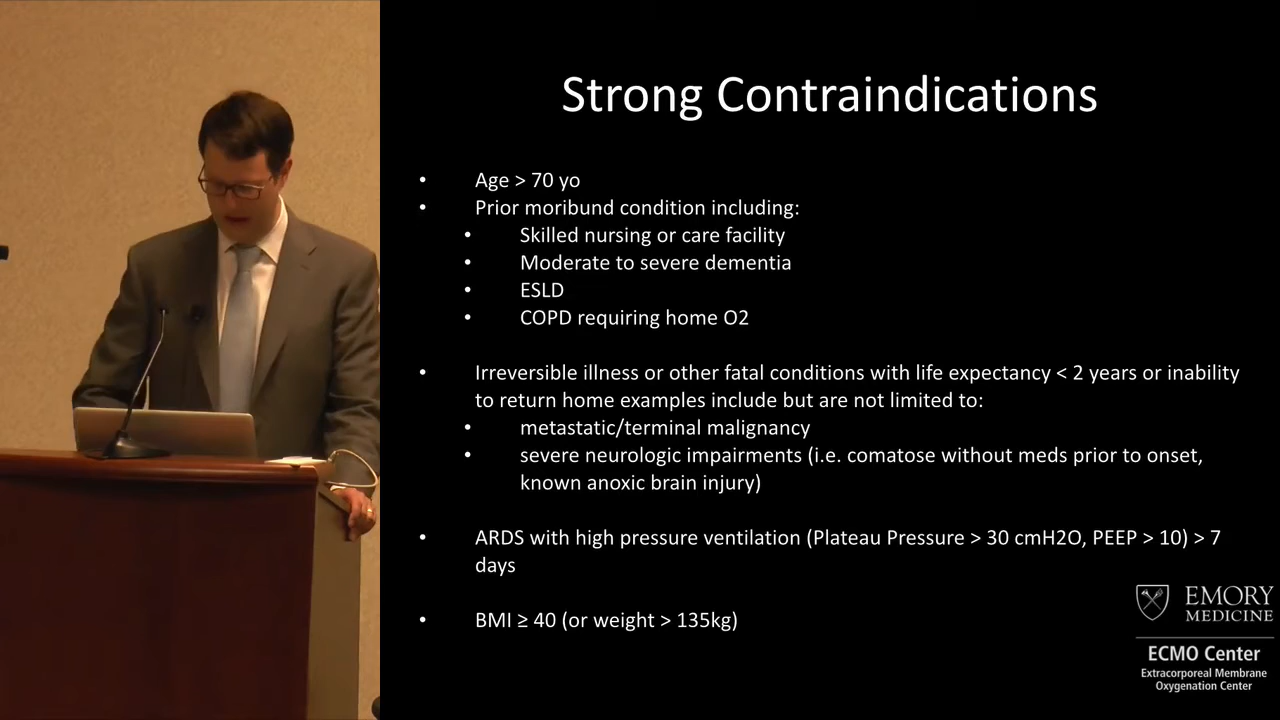 Strong Contraindications
• Age > 70 yo
• Prior moribund condition including:
• Skilled nursing or care facility
• Moderate to severe dementia
• ESLD
• COPD requiring home O2
• Irreversible illness or other fatal conditions with life expectancy < 2 years or inability
to return home examples include but are not limited to:
• metastatic/terminal malignancy
• severe neurologic impairments (i.e. comatose without meds prior to onset,
known anoxic brain injury)
• ARDS with high pressure ventilation (Plateau Pressure > 30 cmH2O, PEEP > 10) > 7
days
• BMI ≥ 40 (or weight > 135kg)
EMORY
MEDICINE
ECMO Center
Extracorporeal Membrane
Oxygenation Center